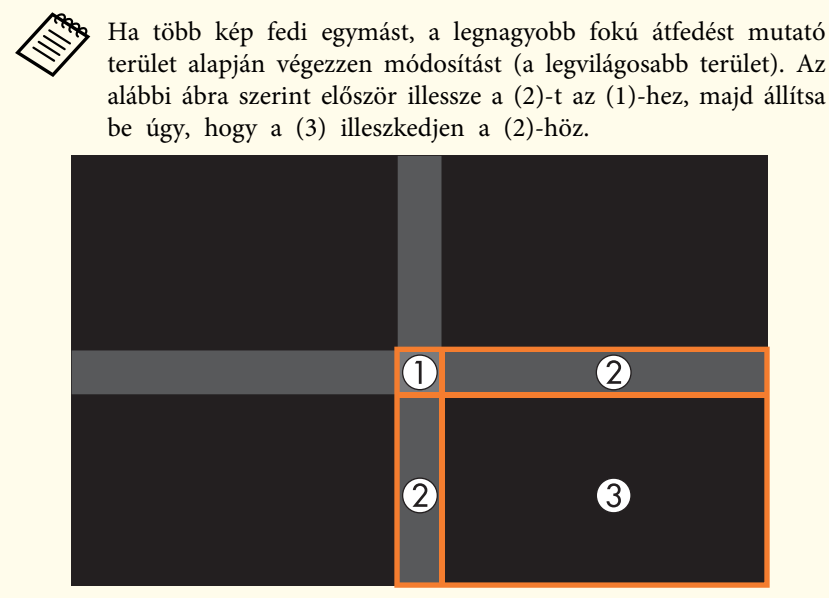 Ha több kép fedi egymást, a legnagyobb fokú átfedést mutató
terület alapján végezzen módosítást (a legvilágosabb terület). Az
alábbi ábra szerint először illessze a (2)-t az (1)-hez, majd állítsa
be úgy, hogy a (3) illeszkedjen a (2)-höz.
1 2
2 3